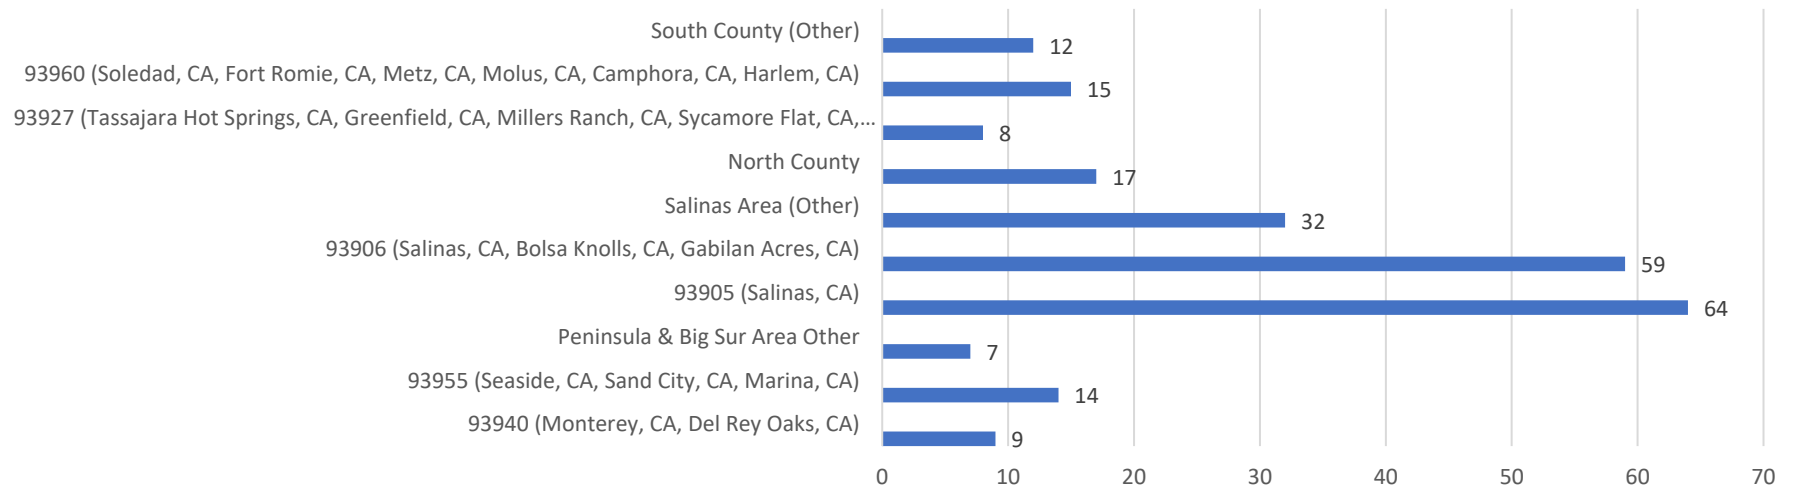 South County (Other)
12
93960 (Soledad, CA, Fort Romie, CA, Metz, CA, Molus, CA, Camphora, CA, Harlem, CA)
15
93927 (Tassajara Hot Springs, CA, Greenfield, CA, Millers Ranch, CA, Sycamore Flat, CA,...
8
North County
17
Salinas Area (Other)
32
93906 (Salinas, CA, Bolsa Knolls, CA, Gabilan Acres, CA)
59
93905 (Salinas, CA)
64
Peninsula & Big Sur Area Other
7
93955 (Seaside, CA, Sand City, CA, Marina, CA)
14
93940 (Monterey, CA, Del Rey Oaks, CA)
9
0 10 20 30 40 50 60 70